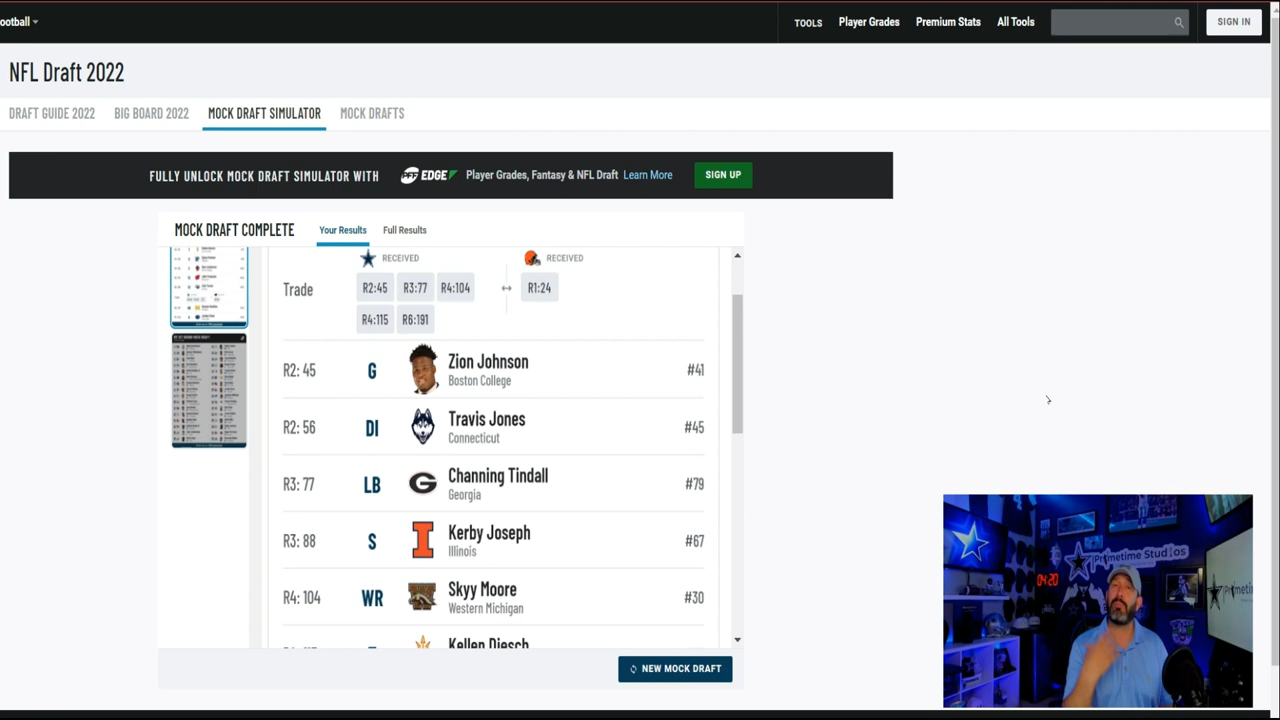 ootball
TOOLS
Player Grades
Premium Stats
All Tools
SIGN IN
NFL Draft 2022
DRAFT GUIDE 2022
BIG BOARD 2022
MOCK DRAFT SIMULATOR
MOCK DRAFTS
FULLY UNLOCK MOCK DRAFT SIMULATOR WITH
PFF EDGE
Player Grades, Fantasy & NFL Draft Learn More
SIGN UP
MOCK DRAFT COMPLETE
Your Results
Full Results
RECEIVED
RECEIVED
Trade
R2:45
R3:77
R4:104
R1:24
R4:115
R6:191
R2: 45
G
Zion Johnson
Boston College
#41
R2: 56
DI
Travis Jones
Connecticut
#45
R3: 77
LB
Channing Tindall
Georgia
#79
R3: 88
S
Kerby Joseph
Illinois
#67
R4: 104
WR
Skyy Moore
Western Michigan
#30
Kellen Diesch
NEW MOCK DRAFT
Primetime Studios
04:20